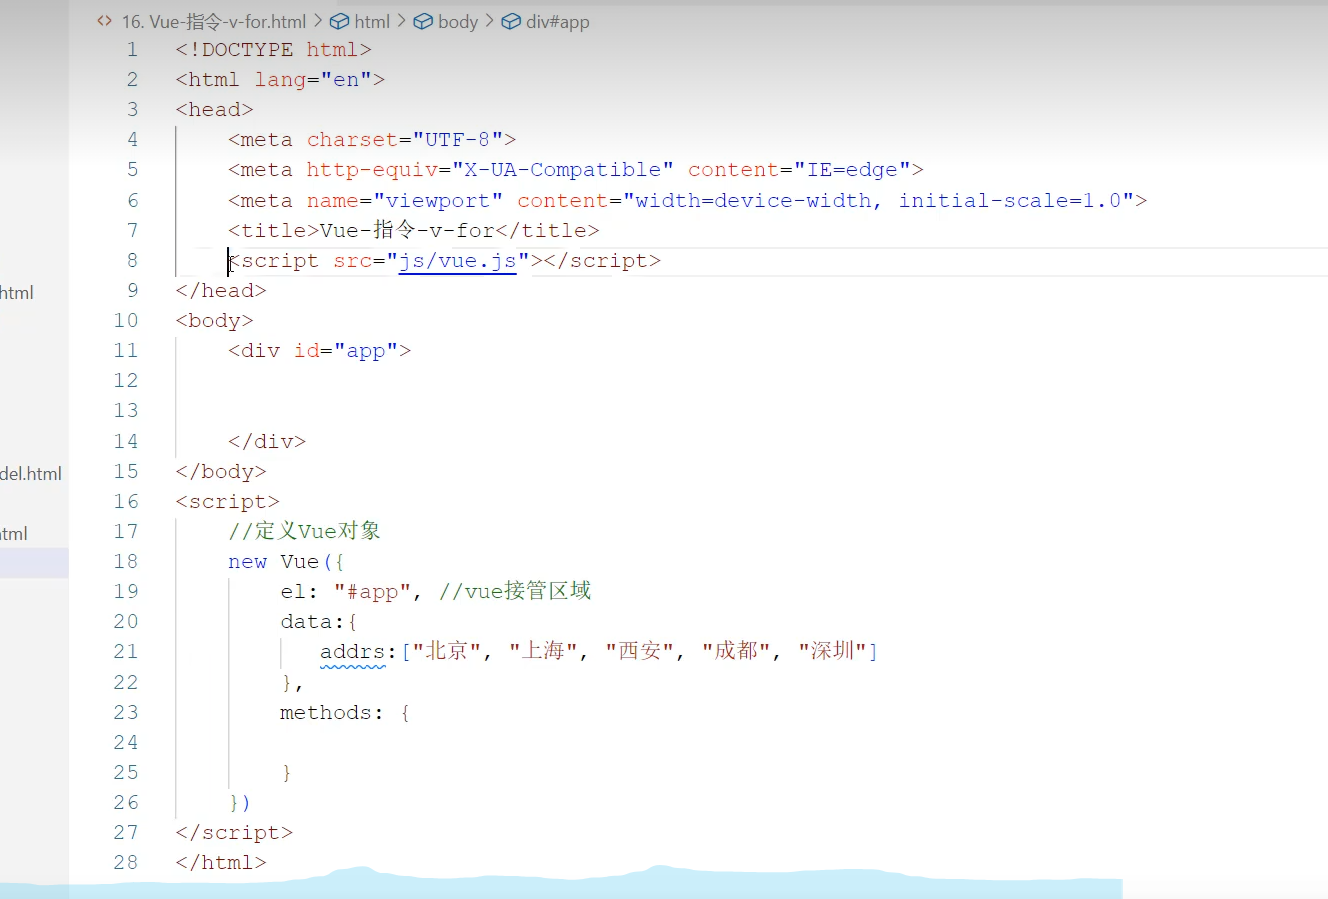 16. Vue-指令-v-for.html > html > body > div#app
1 <!DOCTYPE html>
2 <html lang="en">
3 <head>
4 <meta charset="UTF-8">
5 <meta http-equiv="X-UA-Compatible" content="IE=edge">
6 <meta name="viewport" content="width=device-width, initial-scale=1.0">
7 <title>Vue-指令-v-for</title>
8 <script src="js/vue.js"></script>
html
9 </head>
10 <body>
11 <div id="app">
12
13
14 </div>
15 </body>
del.html
16 <script>
17 //定义Vue对象
tml
18 new Vue({
19 el: "#app", //vue接管区域
20 data:{
21 addrs:["北京", "上海", "西安", "成都", "深圳"]
22 },
23 methods: {
24
25 }
26 })
27 </script>
28 </html>